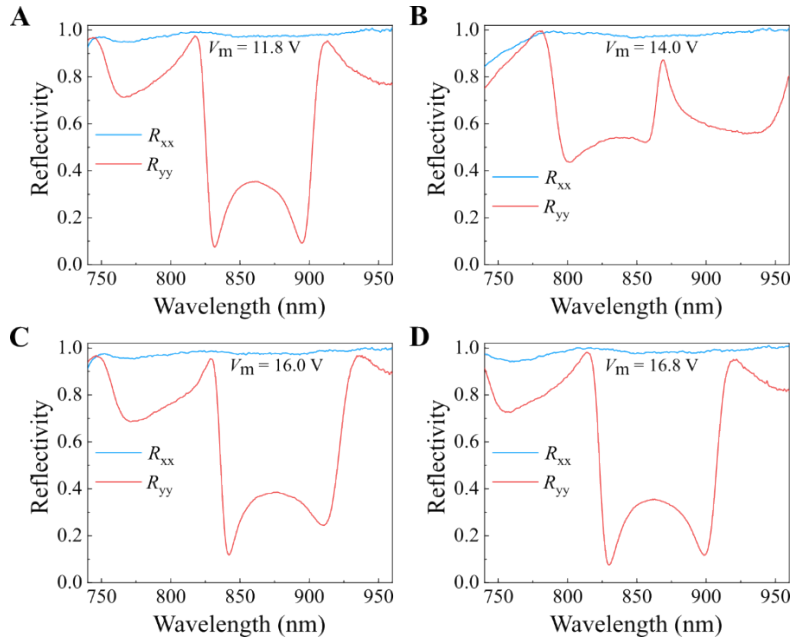 A
1.0
0.8
0.6
0.4
0.2
0.0
Reflectivity
Vm = 11.8 V
Rxx
Ryy
750 800 850 900 950
Wavelength (nm)
B
1.0
0.8
0.6
0.4
0.2
0.0
Reflectivity
Vm = 14.0 V
Rxx
Ryy
750 800 850 900 950
Wavelength (nm)
C
1.0
0.8
0.6
0.4
0.2
0.0
Reflectivity
Vm = 16.0 V
Rxx
Ryy
750 800 850 900 950
Wavelength (nm)
D
1.0
0.8
0.6
0.4
0.2
0.0
Reflectivity
Vm = 16.8 V
Rxx
Ryy
750 800 850 900 950
Wavelength (nm)